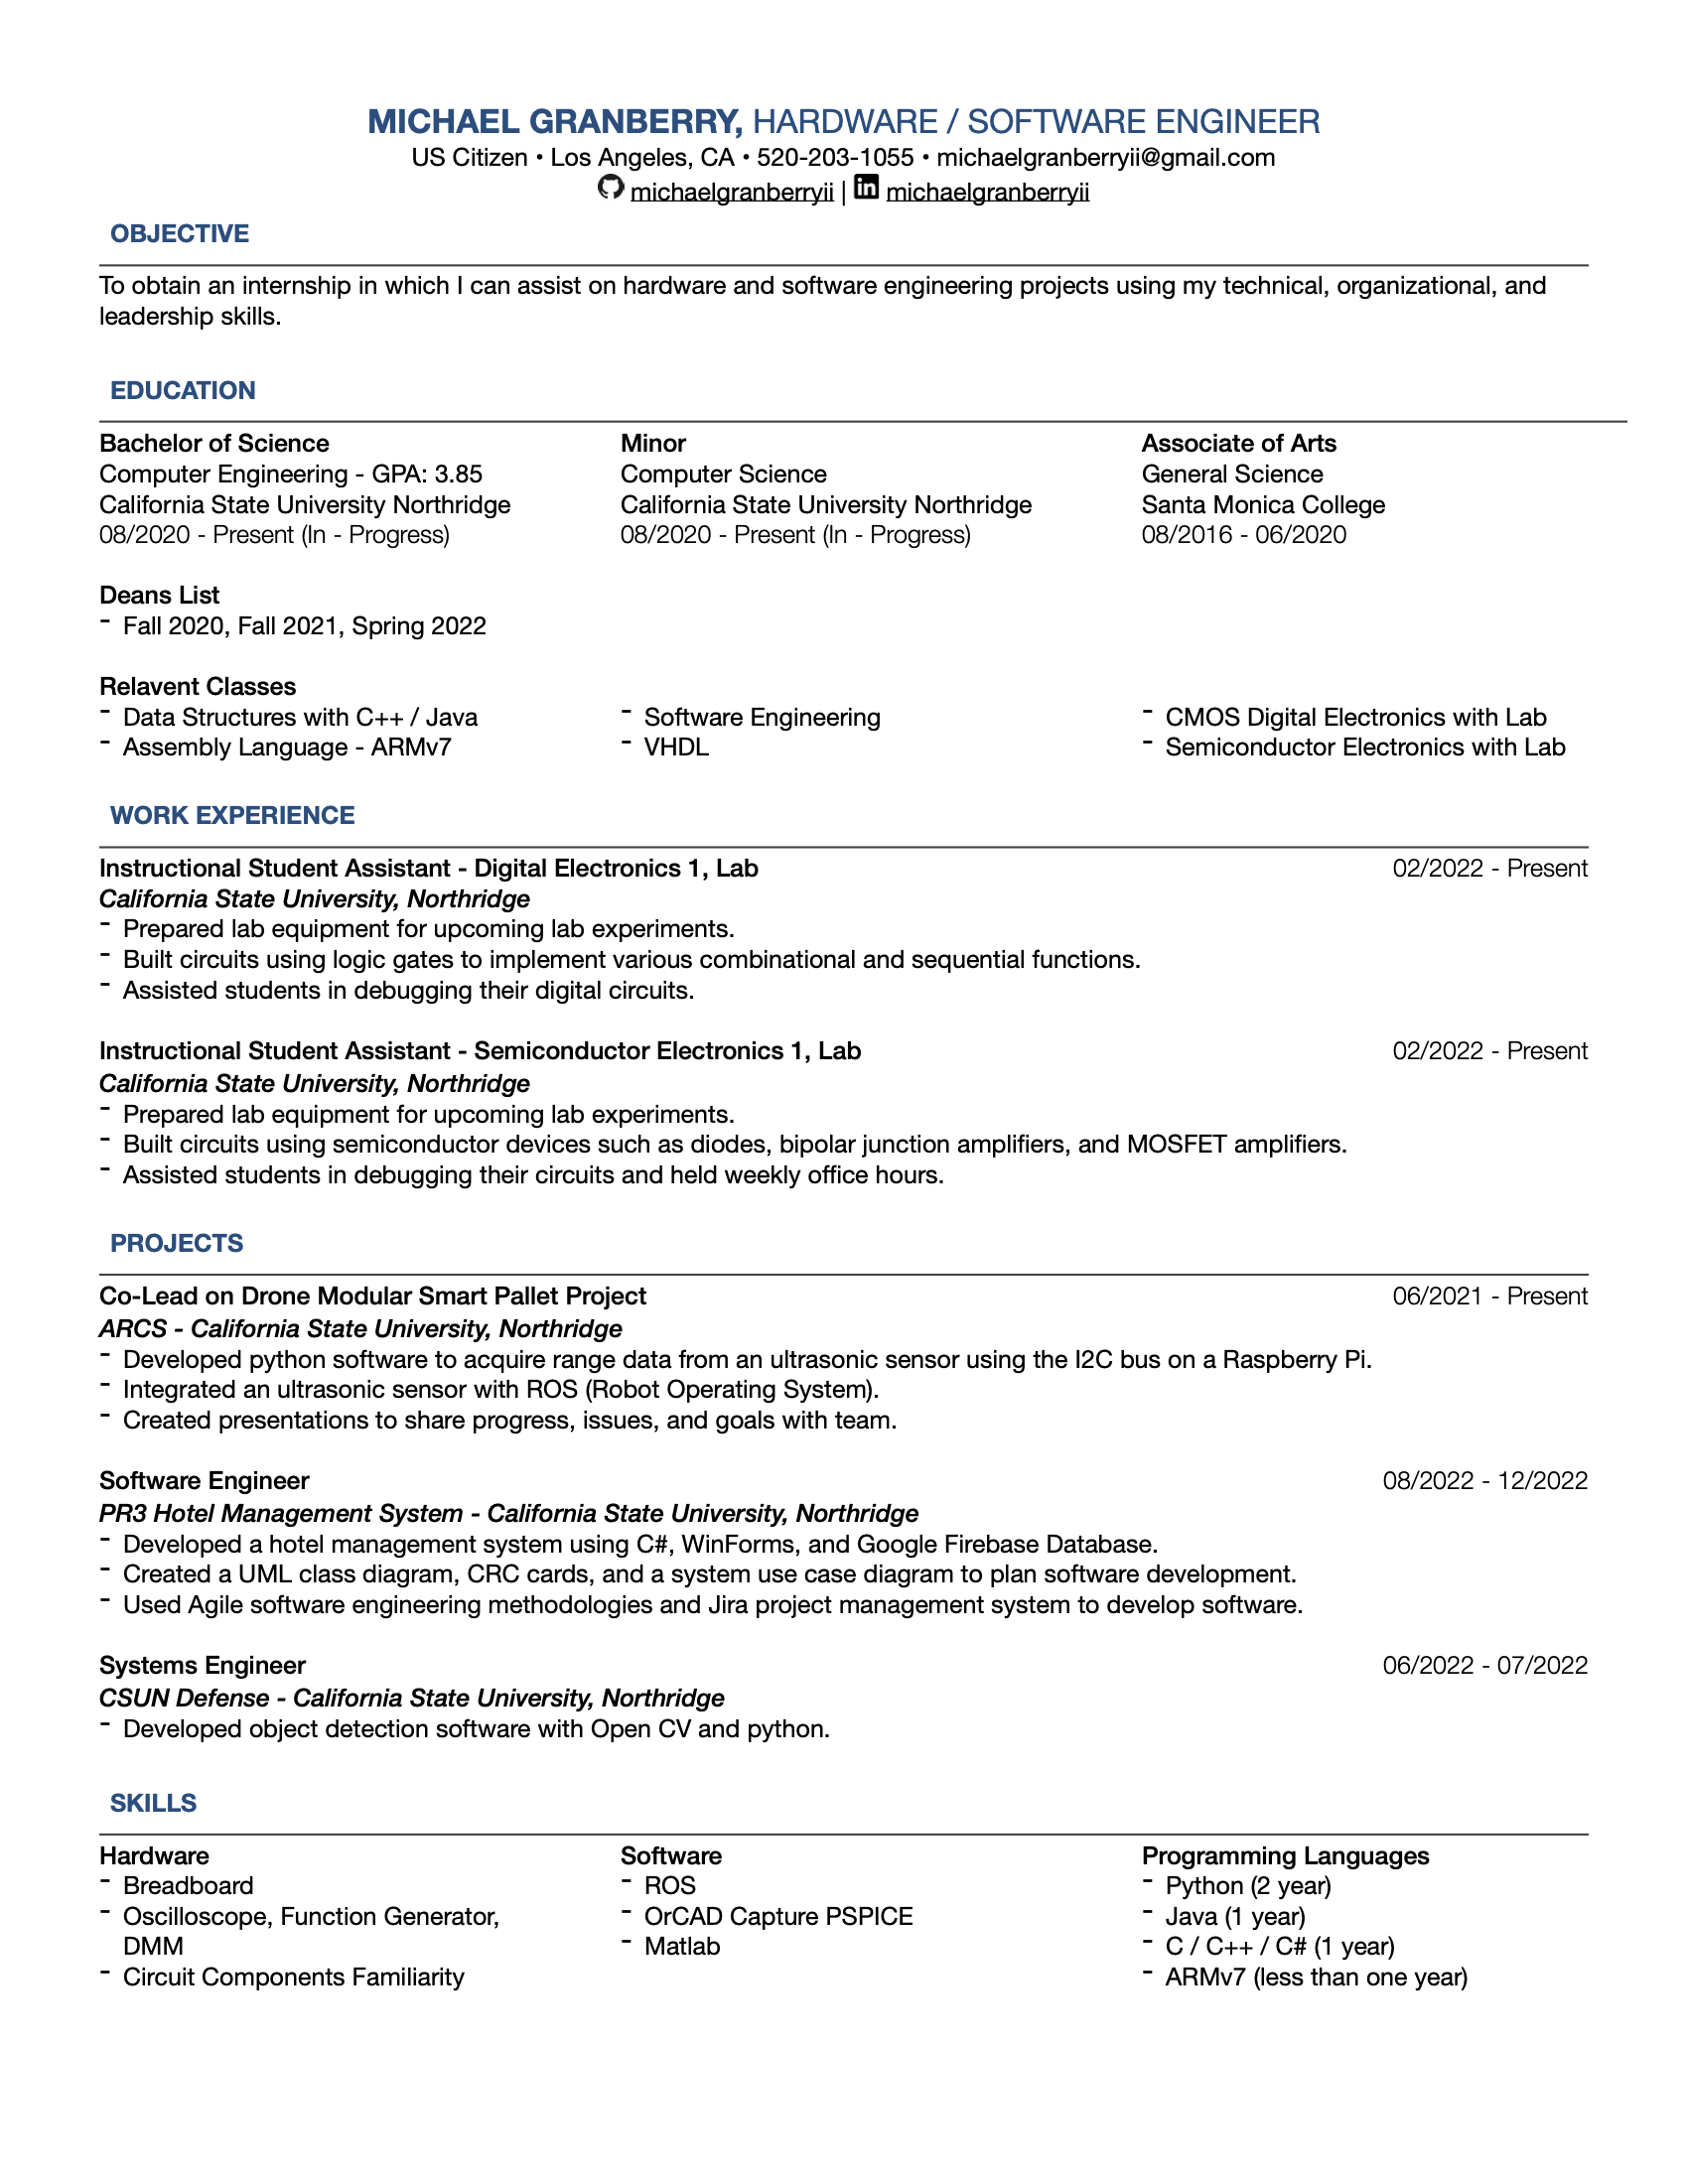 MICHAEL GRANBERRY, HARDWARE / SOFTWARE ENGINEER
US Citizen • Los Angeles, CA • 520-203-1055 • michaelgranberryii@gmail.com
michaelgranberryii | in michaelgranberryii
OBJECTIVE
To obtain an internship in which I can assist on hardware and software engineering projects using my technical, organizational, and
leadership skills.
EDUCATION
Bachelor of Science
Computer Engineering - GPA: 3.85
California State University Northridge
08/2020 - Present (In - Progress)
Minor
Computer Science
California State University Northridge
08/2020 - Present (In - Progress)
Associate of Arts
General Science
Santa Monica College
08/2016 - 06/2020
Deans List
- Fall 2020, Fall 2021, Spring 2022
Relavent Classes
- Data Structures with C++ / Java
- Assembly Language - ARMv7
- Software Engineering
- VHDL
- CMOS Digital Electronics with Lab
- Semiconductor Electronics with Lab
WORK EXPERIENCE
Instructional Student Assistant - Digital Electronics 1, Lab 02/2022 - Present
California State University, Northridge
- Prepared lab equipment for upcoming lab experiments.
- Built circuits using logic gates to implement various combinational and sequential functions.
- Assisted students in debugging their digital circuits.
Instructional Student Assistant - Semiconductor Electronics 1, Lab 02/2022 - Present
California State University, Northridge
- Prepared lab equipment for upcoming lab experiments.
- Built circuits using semiconductor devices such as diodes, bipolar junction amplifiers, and MOSFET amplifiers.
- Assisted students in debugging their circuits and held weekly office hours.
PROJECTS
Co-Lead on Drone Modular Smart Pallet Project 06/2021 - Present
ARCS - California State University, Northridge
- Developed python software to acquire range data from an ultrasonic sensor using the I2C bus on a Raspberry Pi.
- Integrated an ultrasonic sensor with ROS (Robot Operating System).
- Created presentations to share progress, issues, and goals with team.
Software Engineer 08/2022 - 12/2022
PR3 Hotel Management System - California State University, Northridge
- Developed a hotel management system using C#, WinForms, and Google Firebase Database.
- Created a UML class diagram, CRC cards, and a system use case diagram to plan software development.
- Used Agile software engineering methodologies and Jira project management system to develop software.
Systems Engineer 06/2022 - 07/2022
CSUN Defense - California State University, Northridge
- Developed object detection software with Open CV and python.
SKILLS
Hardware
- Breadboard
- Oscilloscope, Function Generator,
DMM
- Circuit Components Familiarity
Software
- ROS
- OrCAD Capture PSPICE
- Matlab
Programming Languages
- Python (2 year)
- Java (1 year)
- C / C++ / C# (1 year)
- ARMv7 (less than one year)